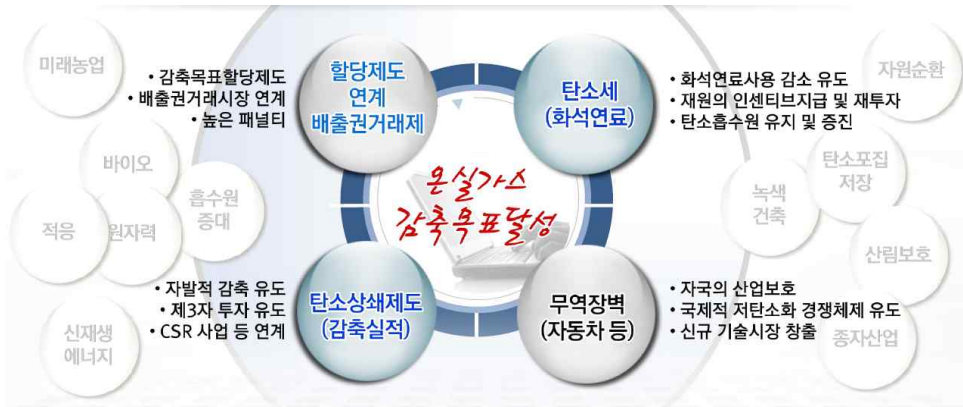 미래농업
• 감축목표할당제도
• 배출권거래시장 연계
• 높은 패널티
할당제도
연계
배출권거래제
탄소세
(화석연료)
• 화석연료사용 감소 유도
• 재원의 인센티브지급 및 재투자
• 탄소흡수원 유지 및 증진
자원순환
바이오
흡수원
증대
적응
원자력
온실가스
감축목표달성
녹색
건축
탄소포집
저장
산림보호
신재생
에너지
• 자발적 감축 유도
• 제3자 투자 유도
• CSR 사업 등 연계
탄소상쇄제도
(감축실적)
무역장벽
(자동차 등)
• 자국의 산업보호
• 국제적 저탄소화 경쟁체제 유도
• 신규 기술시장 창출
종자산업